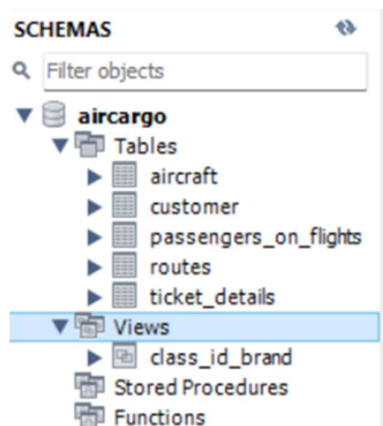 SCHEMAS
Filter objects
aircargo
Tables
aircraft
customer
passengers_on_flights
routes
ticket_details
Views
class_id_brand
Stored Procedures
Functions